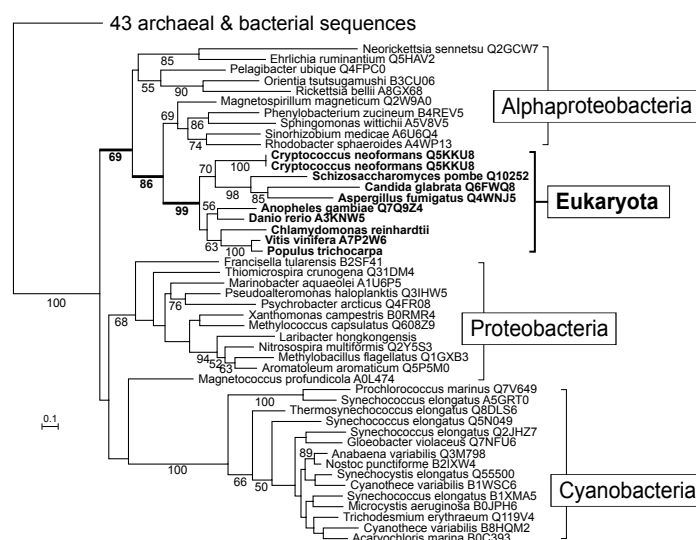 43 archaeal & bacterial sequences
Neorickettsia sennetsu Q2GCW7
85
Ehrlichia ruminantium Q5HAV2
Pelagibacter ubique Q4FPC0
55
Orientia tsutsugamushi B3CU06
90
Rickettsia bellii A8GX68
Alphaproteobacteria
Magnetospirillum magneticum Q2W9A0
69
Phenylobacterium zucineum B4REV5
86
Sphingomonas wittichii A5V8V5
Sinorhizobium medicae A6U6Q4
74
Rhodobacter sphaeroides A4WP13
69
Cryptococcus neoformans Q5KKU8
70
100
Cryptococcus neoformans Q5KKU8
86
Schizosaccharomyces pombe Q10252
98
Candida glabrata Q6FWQ8
85
Aspergillus fumigatus Q4WNJ5
Eukaryota
99
56
Anopheles gambiae Q7Q9Z4
Danio rerio A3KNW5
Chlamydomonas reinhardtii
63
Vitis vinifera A7P2W6
100
Populus trichocarpa
Francisella tularensis B2SF41
Thiomicrospira crunogena Q31DM4
Marinobacter aquaeolei A1U6P5
100
Pseudoalteromonas haloplanktis Q3IHW5
76
Psychrobacter arcticus Q4FR08
68
Xanthomonas campestris B0RMR4
Methylococcus capsulatus Q608Z9
Proteobacteria
Laribacter hongkongensis
Nitrosospira multiformis Q2Y5S3
94
52
Methylobacillus flagellatus Q1GXB3
63
Aromatoleum aromaticum Q5P5M0
Magnetococcus profundicola A0L474
Prochlorococcus marinus Q7V649
100
Synechococcus elongatus A5GRT0
Thermosynechococcus elongatus Q8DLS6
0.1
Synechococcus elongatus Q5N049
Synechococcus elongatus Q2JHZ7
Gloeobacter violaceus Q7NFU6
89
Anabaena variabilis Q3M798
100
Nostoc punctiforme B2IXW4
66
Synechocystis elongatus Q55500
50
Cyanothece variabilis B1WSC6
Cyanobacteria
Synechococcus elongatus B1XMA5
Microcystis aeruginosa B0JPH6
Trichodesmium erythraeum Q119V4
Cyanothece variabilis B8HQM2
Acaryochloris marina B0C393